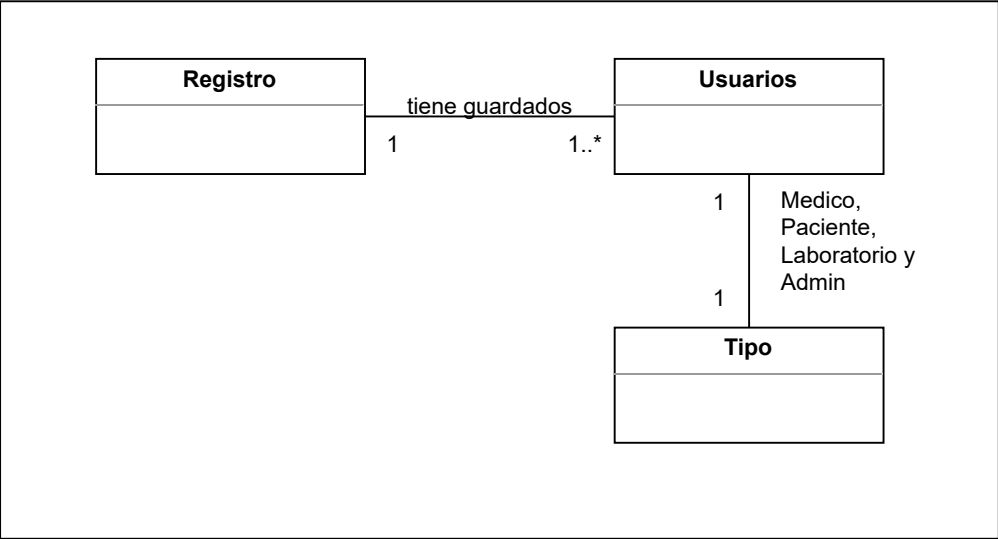 Registro
Usuarios
tiene guardados
1
1..*
1
Medico,
Paciente,
Laboratorio y
Admin
1
Tipo